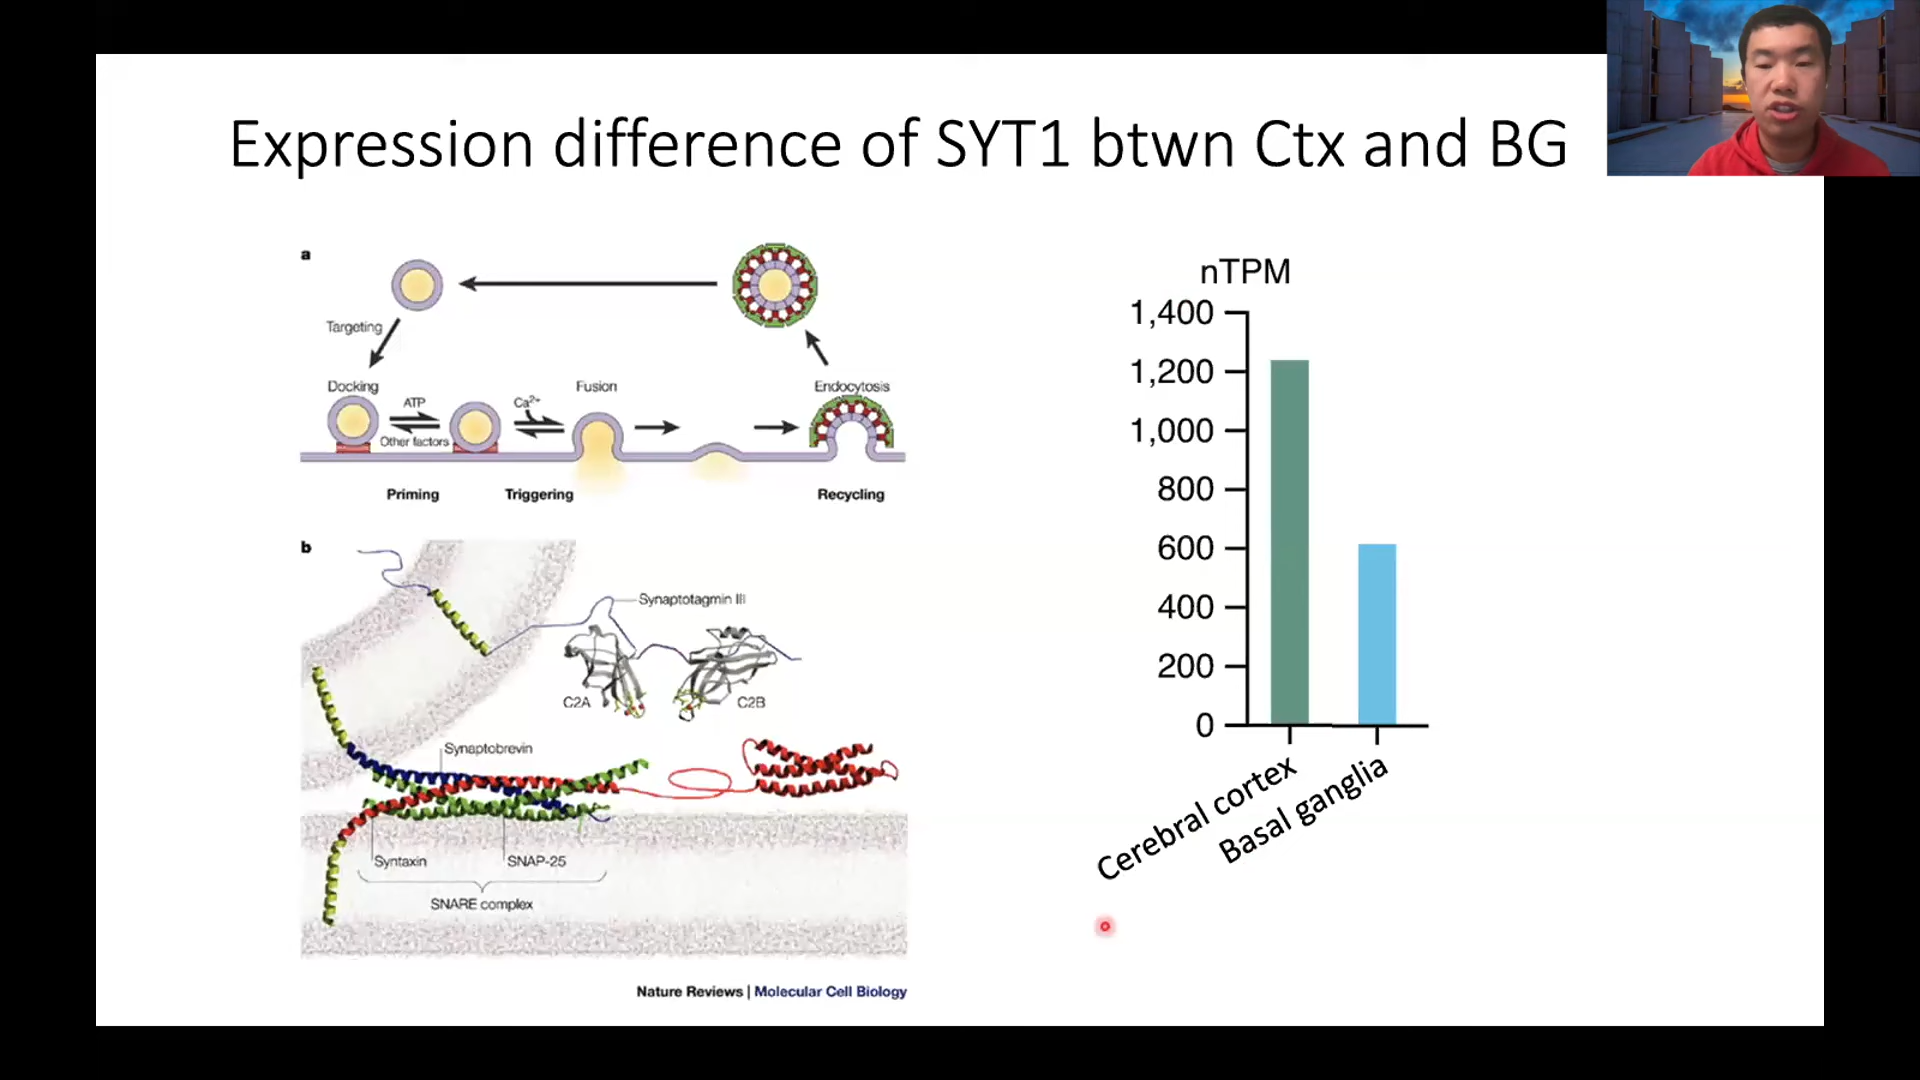 Expression difference of SYT1 btwn Ctx and BG
a
Targeting
Docking
ATP
Other factors
Ca²⁺
Fusion
Endocytosis
Priming
Triggering
Recycling
b
Synaptotagmin III
C2A
C2B
Synaptobrevin
Syntaxin
SNAP-25
SNARE complex
Nature Reviews | Molecular Cell Biology
nTPM
1,400
1,200
1,000
800
600
400
200
0
Cerebral cortex
Basal ganglia